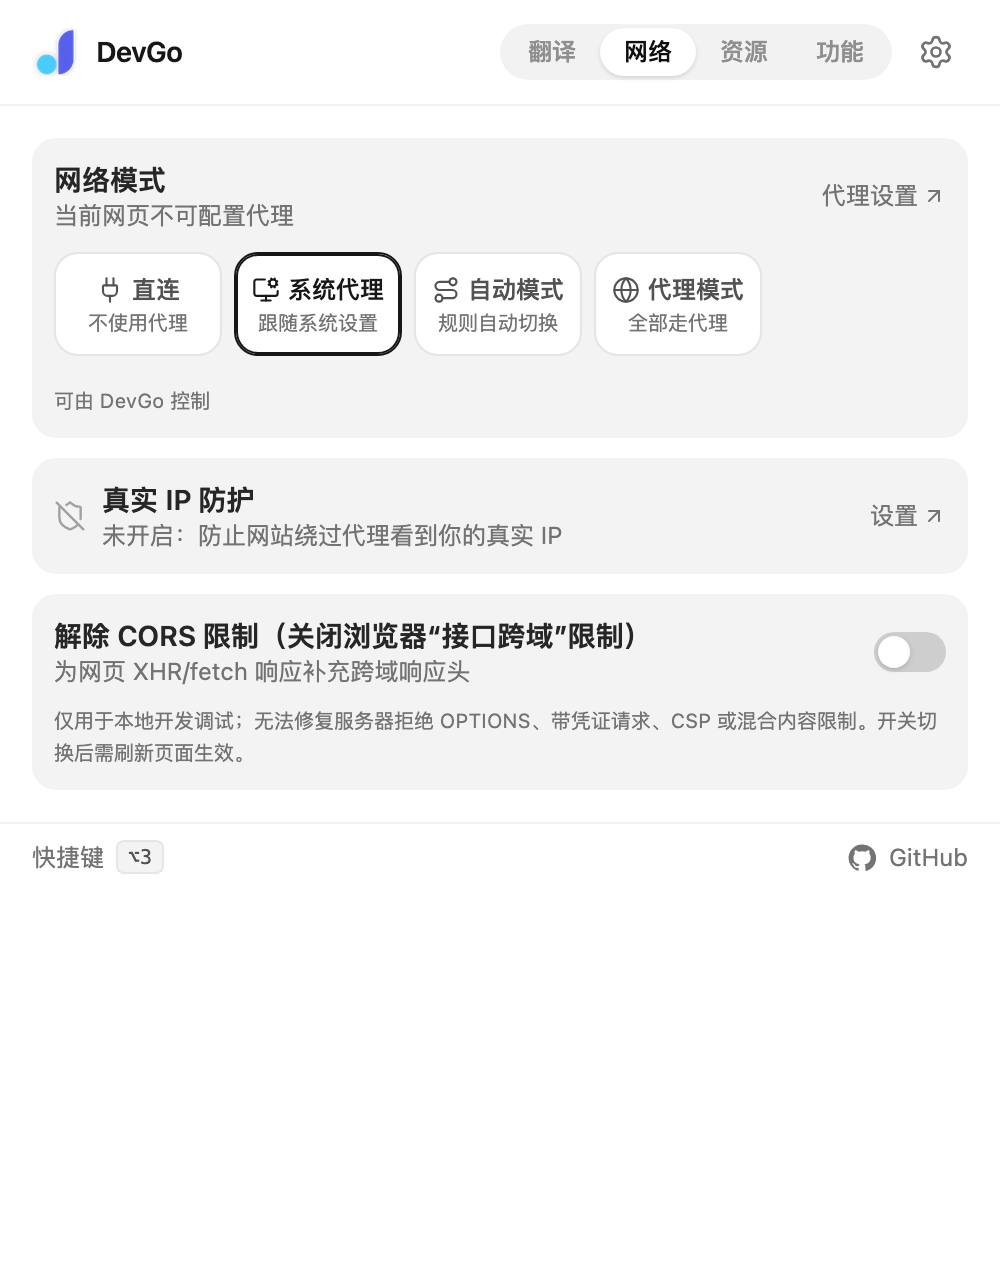 DevGo
翻译
网络
资源
功能
网络模式
当前网页不可配置代理
代理设置
直连
不使用代理
系统代理
跟随系统设置
自动模式
规则自动切换
代理模式
全部走代理
可由 DevGo 控制
真实 IP 防护
未开启：防止网站绕过代理看到你的真实 IP
设置
解除 CORS 限制（关闭浏览器“接口跨域”限制）
为网页 XHR/fetch 响应补充跨域响应头
仅用于本地开发调试；无法修复服务器拒绝 OPTIONS、带凭证请求、CSP 或混合内容限制。开关切
换后需刷新页面生效。
快捷键
⌥3
GitHub